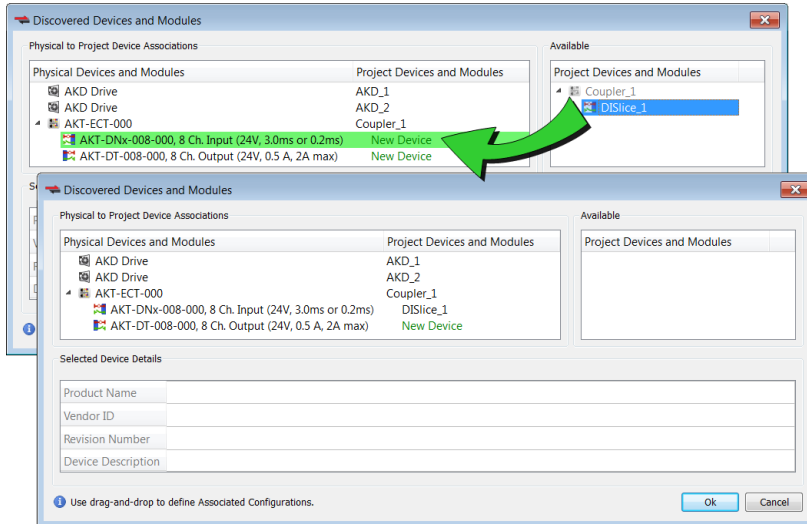 Discovered Devices and Modules
Physical to Project Device Associations
Available
Physical Devices and Modules Project Devices and Modules
Project Devices and Modules
AKD Drive AKD_1
Coupler_1
AKD Drive AKD_2
DISlice_1
AKT-ECT-000 Coupler_1
AKT-DNx-008-000, 8 Ch. Input (24V, 3.0ms or 0.2ms) New Device
AKT-DT-008-000, 8 Ch. Output (24V, 0.5 A, 2A max) New Device
Discovered Devices and Modules
Physical to Project Device Associations
Available
Physical Devices and Modules Project Devices and Modules
Project Devices and Modules
AKD Drive AKD_1
AKD Drive AKD_2
AKT-ECT-000 Coupler_1
AKT-DNx-008-000, 8 Ch. Input (24V, 3.0ms or 0.2ms) DISlice_1
AKT-DT-008-000, 8 Ch. Output (24V, 0.5 A, 2A max) New Device
Selected Device Details
Product Name
Vendor ID
Revision Number
Device Description
Use drag-and-drop to define Associated Configurations.
Ok Cancel